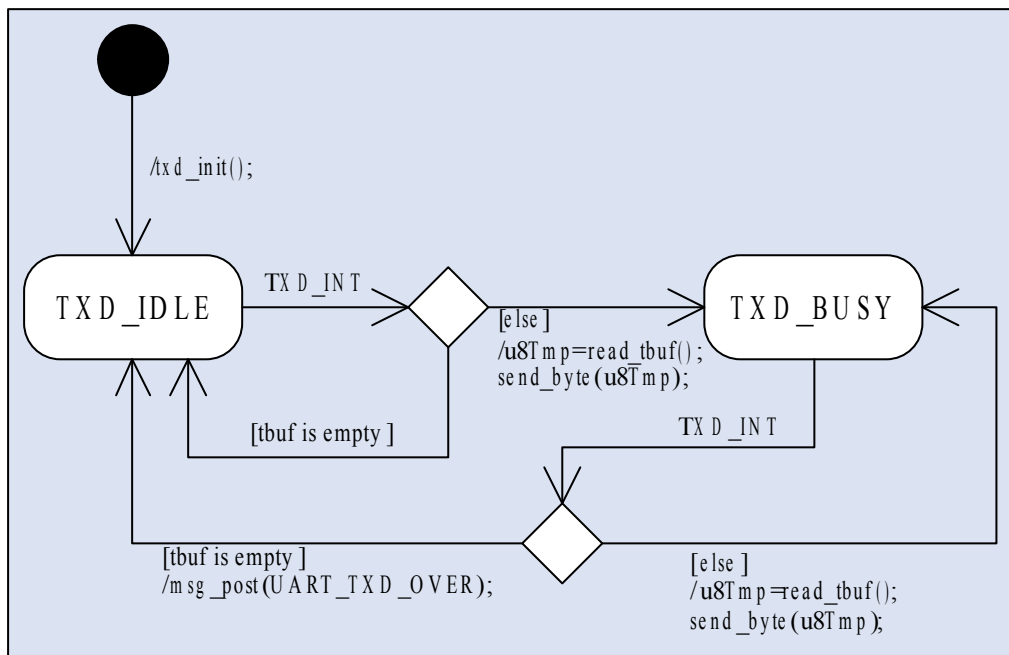 /txd_init();
TXD_IDLE
TXD_INT
TXD_BUSY
[else]
/u8Tmp=read_tbuf();
send_byte(u8Tmp);
[tbuf is empty]
TXD_INT
[tbuf is empty]
/msg_post(UART_TXD_OVER);
[else]
/u8Tmp=read_tbuf();
send_byte(u8Tmp);